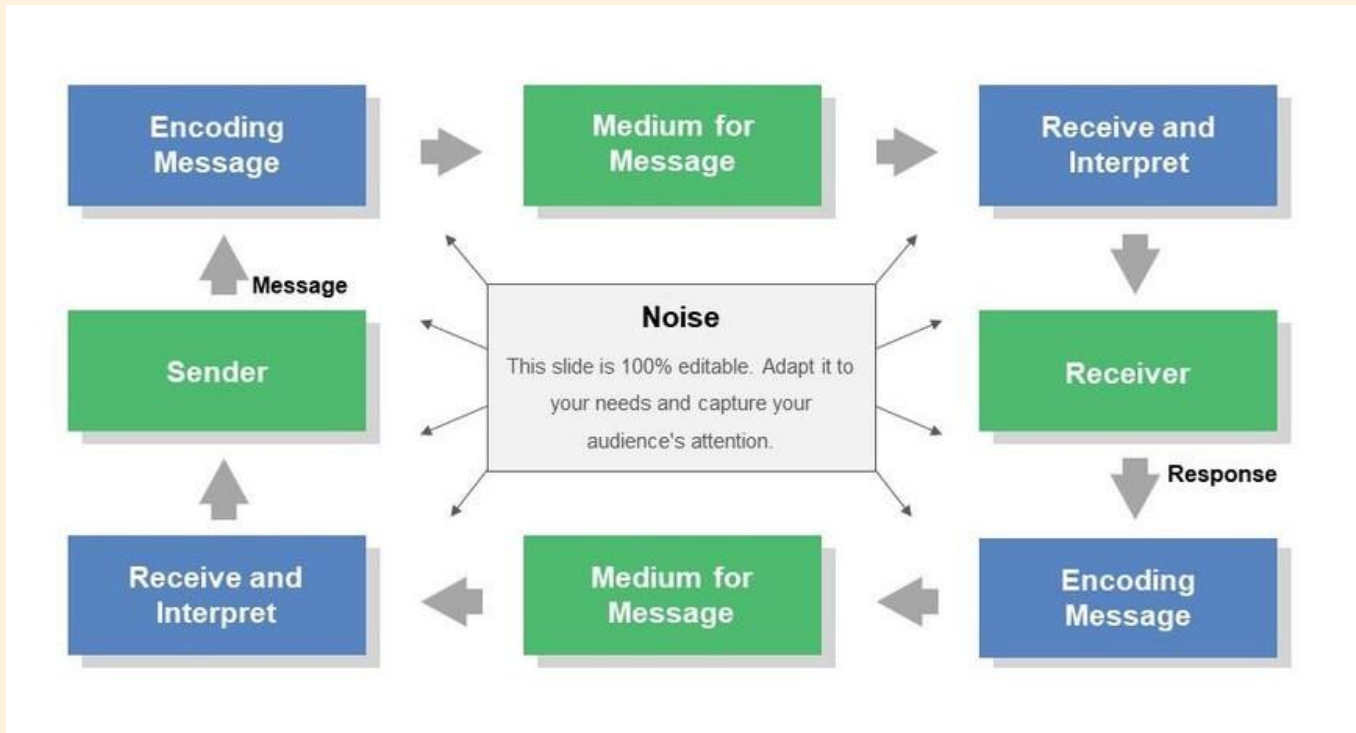 Encoding
Message
Medium for
Message
Receive and
Interpret
Message
Sender
Noise
This slide is 100% editable. Adapt it to
your needs and capture your
audience's attention.
Receiver
Response
Receive and
Interpret
Medium for
Message
Encoding
Message